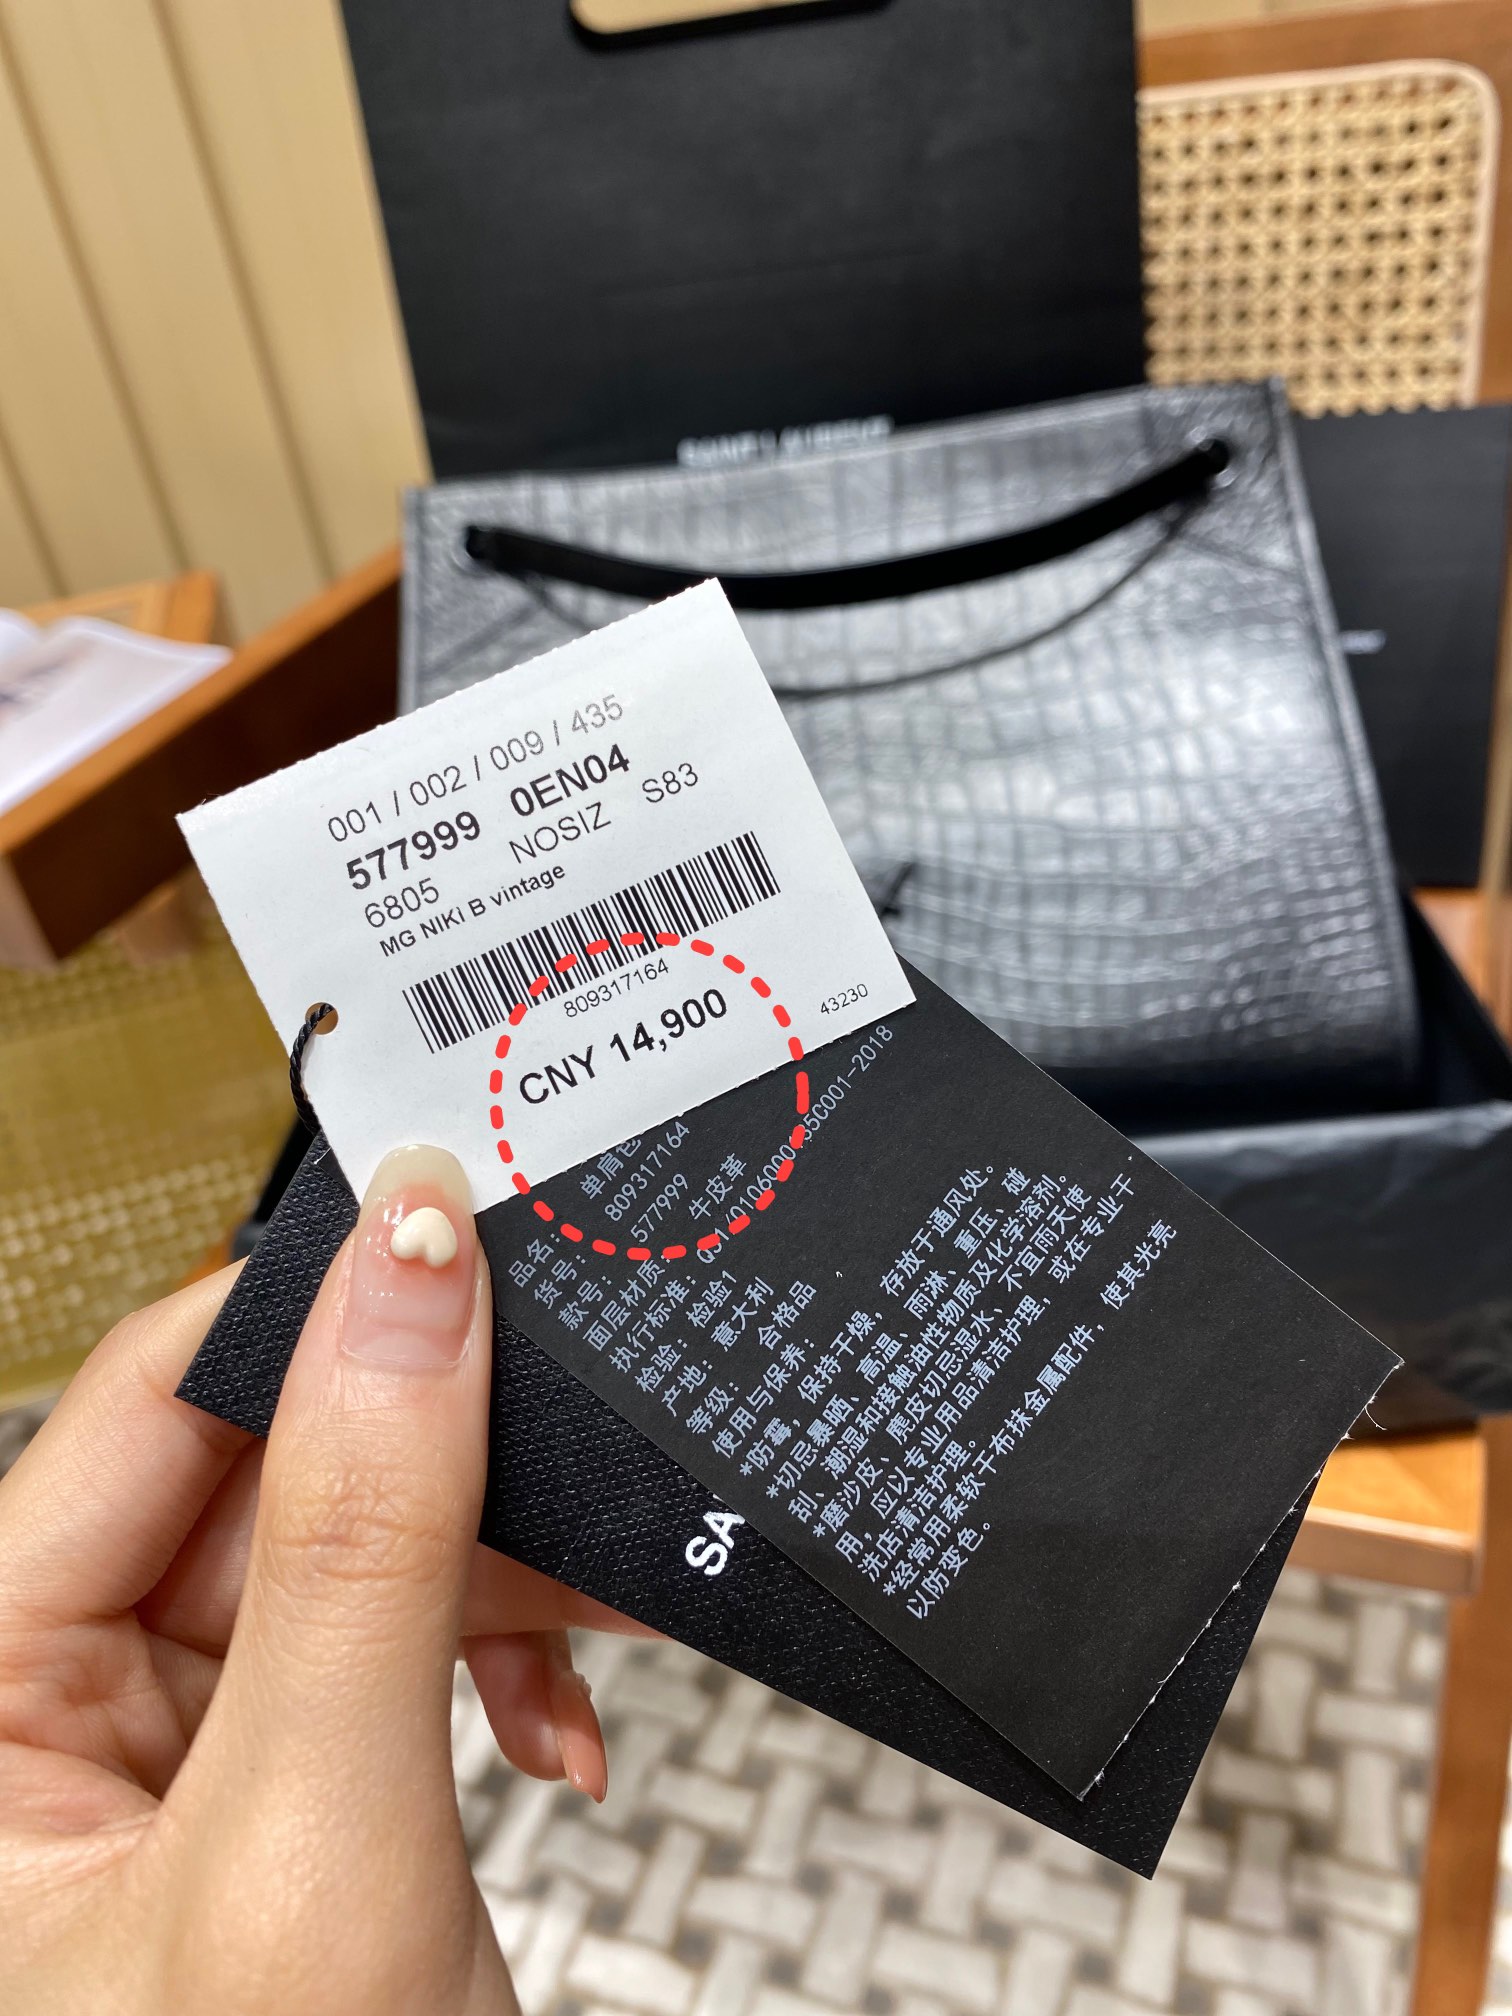 SAINT LAURENT
001 / 002 / 009 / 435
577999 0EN04
6805 NOSIZ S83
MG NIKi B vintage
809317164
CNY 14,900
43230
品名: 单肩包
货号: 809317164
款号: 577999
面层材质: 牛皮革
执行标准: Q31/0106000135C001-2018
检验: 检验1
产地: 意大利
等级: 合格品
使用与保养:
*防霉,保持干燥,存放于通风处。
*切忌暴晒、高温、雨淋、重压、碰
刮、潮湿和接触油性物质及化学溶剂。
*磨沙皮、麂皮切忌湿水、不宜雨天使
用,应以专业用品清洁护理,或在专业干
洗店清洁护理。
*经常用柔软干布抹金属配件,使其光亮
以防变色。
SA